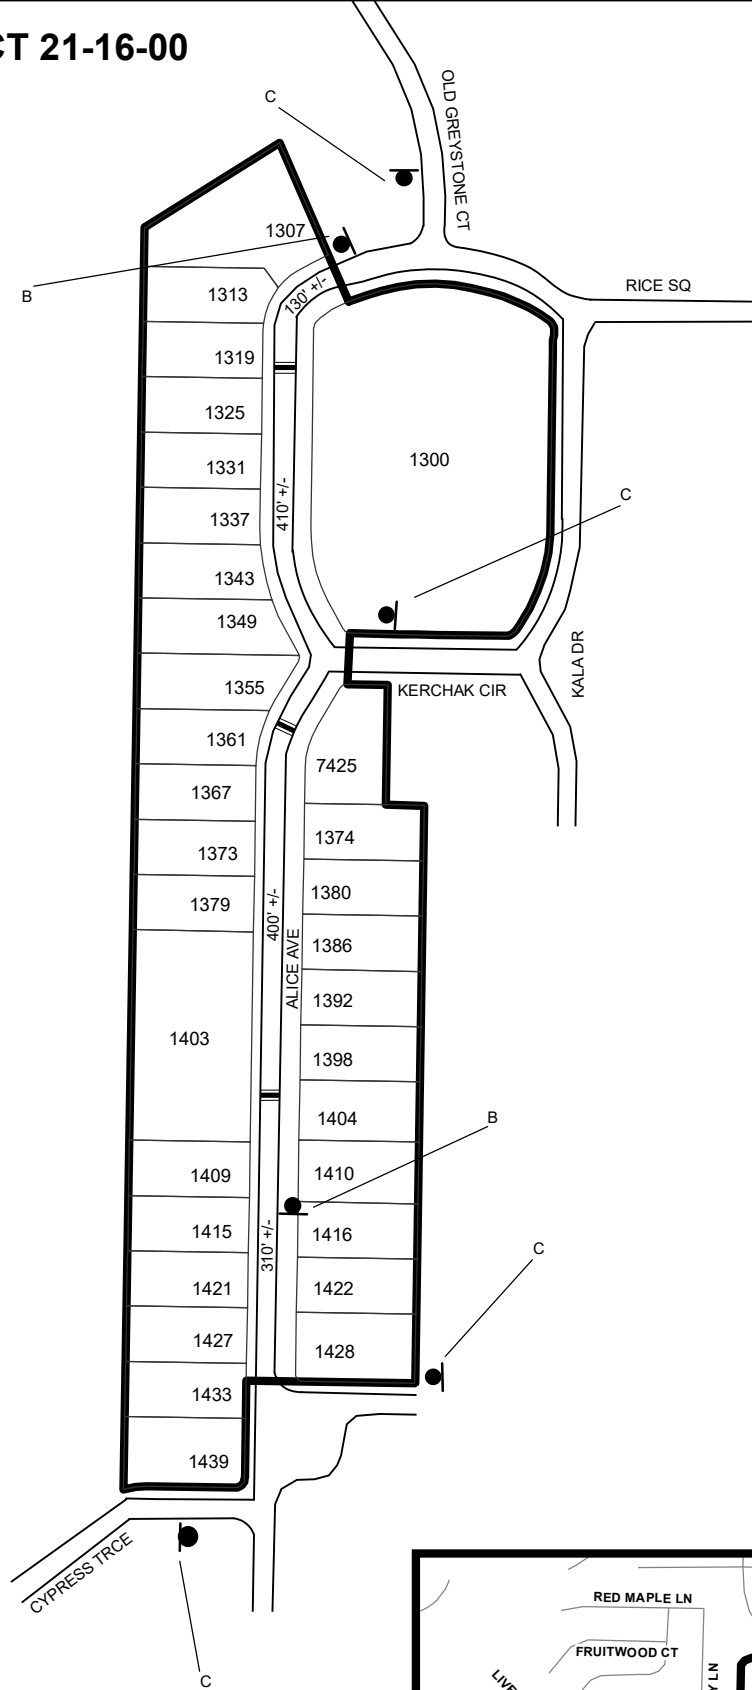 CT 21-16-00
C
OLD GREYSTONE CT
1307
B
RICE SQ
130' +/-
1313
1319
1325
1331
1337
1343
1349
1355
1361
1367
1373
1379
1403
1409
1415
1421
1427
1433
1439
410' +/-
1300
C
KALA DR
KERCHAK CIR
7425
1374
1380
1386
1392
1398
1404
1410
1416
1422
1428
400' +/-
ALICE AVE
B
310' +/-
C
CYPRESS TRCE
C
RED MAPLE LN
FRUITWOOD CT
LIVE
Y LN